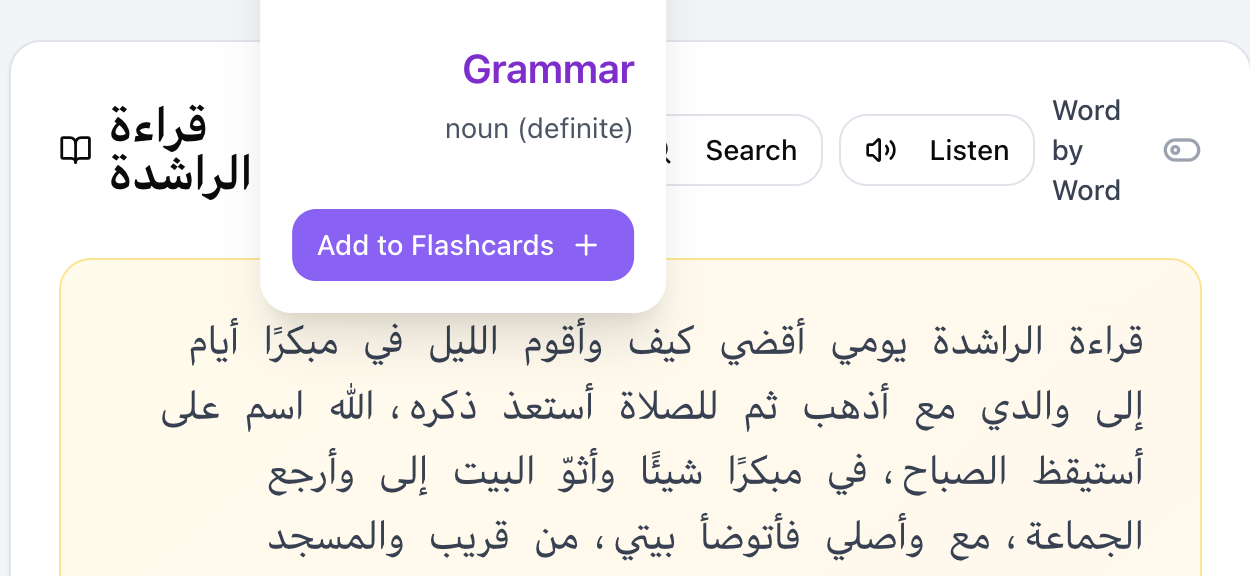 Grammar
noun (definite)
Add to Flashcards
قراءة
الراشدة
Search
Listen
Word
by
Word
قراءة الراشدة يومي أقضي كيف وأقوم الليل في مبكرًا أيام
إلى والدي مع أذهب ثم للصلاة أستعذ ذكره، الله اسم على
أستيقظ الصباح، في مبكرًا شيئًا وأثوّ البيت إلى وأرجع
الجماعة، مع وأصلي فأتوضأ بيتي، من قريب والمسجد